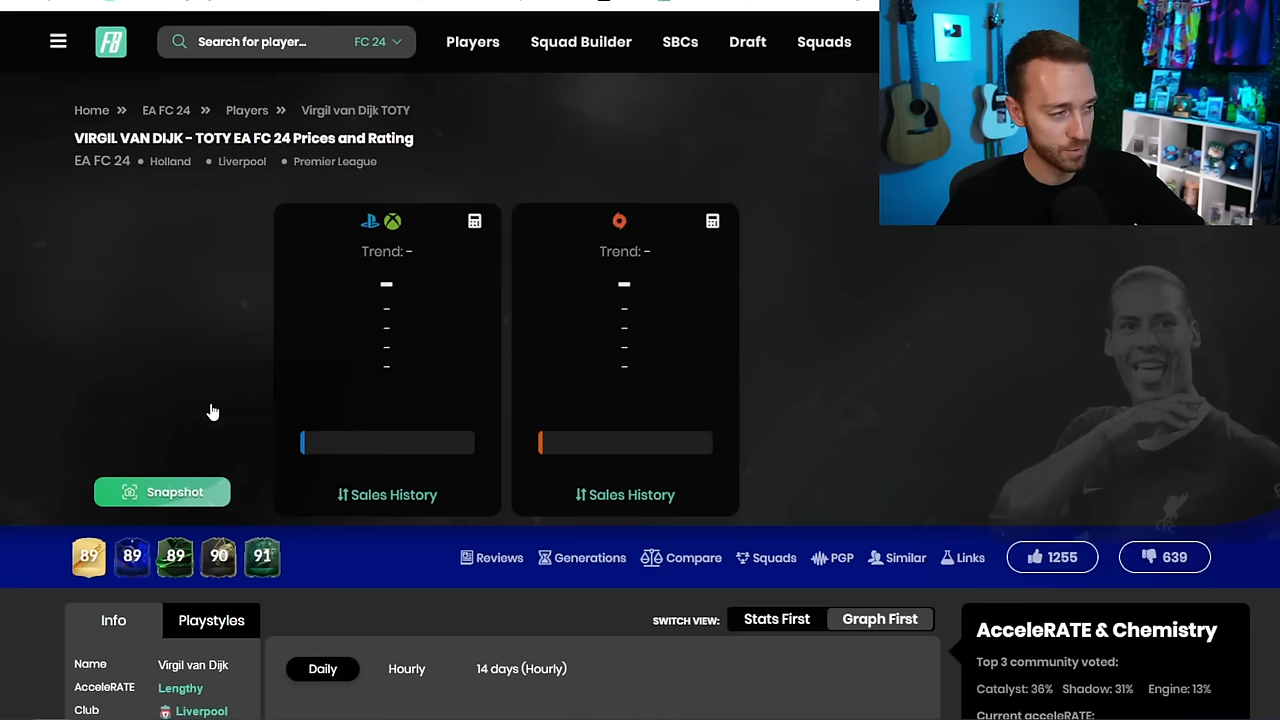 FB
Search for player...
FC 24
Players
Squad Builder
SBCs
Draft
Squads
Home » EA FC 24 » Players » Virgil van Dijk TOTY
VIRGIL VAN DIJK - TOTY EA FC 24 Prices and Rating
EA FC 24 • Holland • Liverpool • Premier League
Trend: -
Trend: -
-
-
-
-
-
-
-
-
-
-
Snapshot
Sales History
Sales History
89
89
89
90
91
Reviews
Generations
Compare
Squads
PGP
Similar
Links
1255
639
Info
Playstyles
SWITCH VIEW:
Stats First
Graph First
Name
Virgil van Dijk
AcceleRATE
Lengthy
Club
Liverpool
Daily
Hourly
14 days (Hourly)
AcceleRATE & Chemistry
Top 3 community voted:
Catalyst: 36% Shadow: 31% Engine: 13%
Current acceleRATE: